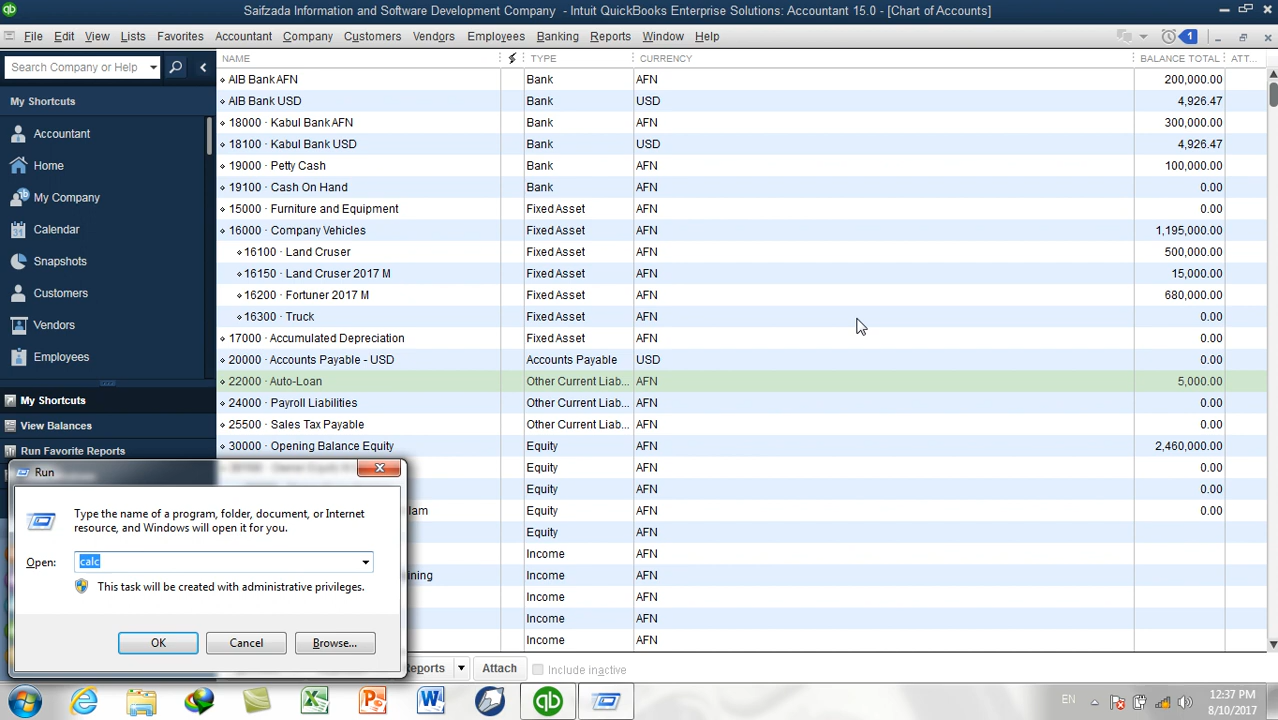 Saifzada Information and Software Development Company - Intuit QuickBooks Enterprise Solutions: Accountant 15.0 - [Chart of Accounts]
File Edit View Lists Favorites Accountant Company Customers Vendors Employees Banking Reports Window Help
1
Search Company or Help
My Shortcuts
Accountant
Home
My Company
Calendar
Snapshots
Customers
Vendors
Employees
My Shortcuts
View Balances
Run Favorite Reports
NAME TYPE CURRENCY BALANCE TOTAL ATT...
AIB Bank AFN Bank AFN 200,000.00
AIB Bank USD Bank USD 4,926.47
18000 · Kabul Bank AFN Bank AFN 300,000.00
18100 · Kabul Bank USD Bank USD 4,926.47
19000 · Petty Cash Bank AFN 100,000.00
19100 · Cash On Hand Bank AFN 0.00
15000 · Furniture and Equipment Fixed Asset AFN 0.00
16000 · Company Vehicles Fixed Asset AFN 1,195,000.00
16100 · Land Cruser Fixed Asset AFN 500,000.00
16150 · Land Cruser 2017 M Fixed Asset AFN 15,000.00
16200 · Fortuner 2017 M Fixed Asset AFN 680,000.00
16300 · Truck Fixed Asset AFN 0.00
17000 · Accumulated Depreciation Fixed Asset AFN 0.00
20000 · Accounts Payable - USD Accounts Payable USD 0.00
22000 · Auto-Loan Other Current Liab... AFN 5,000.00
24000 · Payroll Liabilities Other Current Liab... AFN 0.00
25500 · Sales Tax Payable Other Current Liab... AFN 0.00
30000 · Opening Balance Equity Equity AFN 2,460,000.00
Equity AFN 0.00
Equity AFN 0.00
lam Equity AFN 0.00
Equity AFN
Income AFN
ining Income AFN
Income AFN
Income AFN
Income AFN
Run
Type the name of a program, folder, document, or Internet
resource, and Windows will open it for you.
Open: calc
This task will be created with administrative privileges.
OK Cancel Browse...
eports Attach Include inactive
EN 12:37 PM
8/10/2017